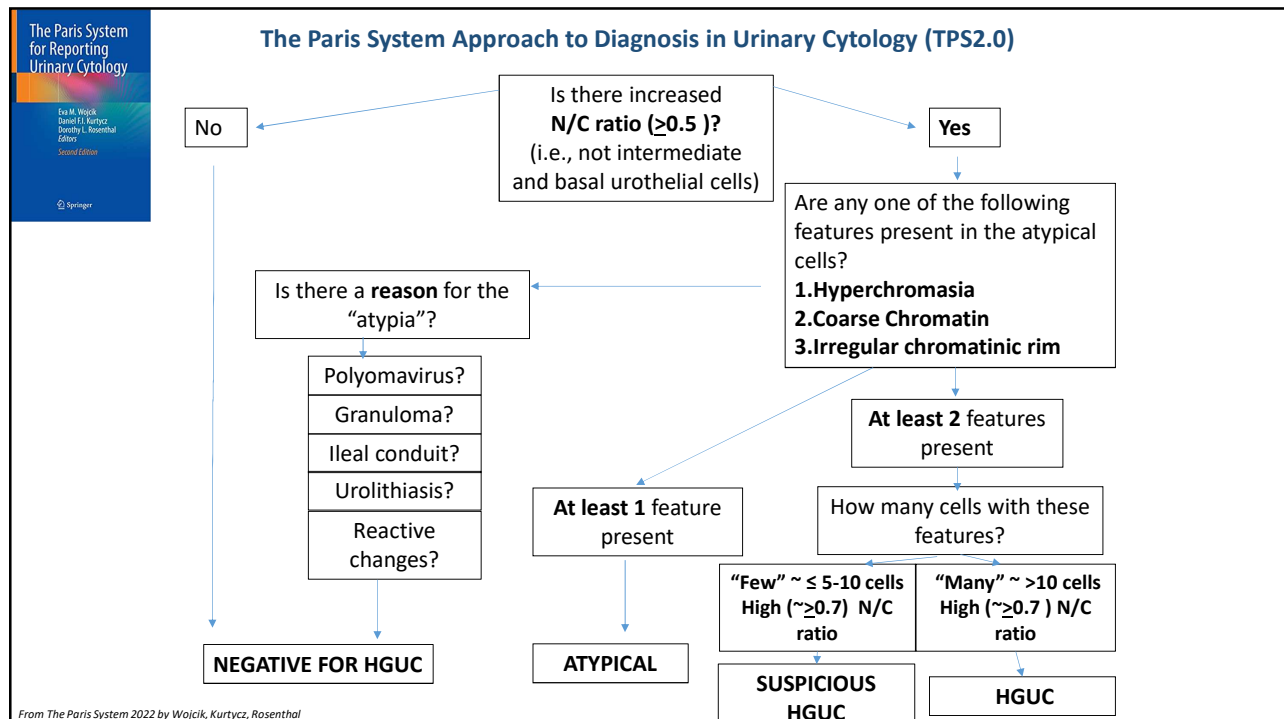 The Paris System
for Reporting
Urinary Cytology
Eva M. Wojcik
Daniel F.I. Kurtycz
Dorothy L. Rosenthal
Editors
Second Edition
Springer
The Paris System Approach to Diagnosis in Urinary Cytology (TPS2.0)
Is there increased
N/C ratio (≥0.5 )?
(i.e., not intermediate
and basal urothelial cells)
No
Yes
Are any one of the following
features present in the atypical
cells?
1.Hyperchromasia
2.Coarse Chromatin
3.Irregular chromatinic rim
Is there a reason for the
“atypia”?
Polyomavirus?
Granuloma?
Ileal conduit?
Urolithiasis?
Reactive
changes?
At least 1 feature
present
At least 2 features
present
How many cells with these
features?
“Few” ~ ≤ 5-10 cells
High (~≥0.7) N/C
ratio
“Many” ~ >10 cells
High (~≥0.7 ) N/C
ratio
NEGATIVE FOR HGUC
ATYPICAL
SUSPICIOUS
HGUC
HGUC
From The Paris System 2022 by Wojcik, Kurtycz, Rosenthal